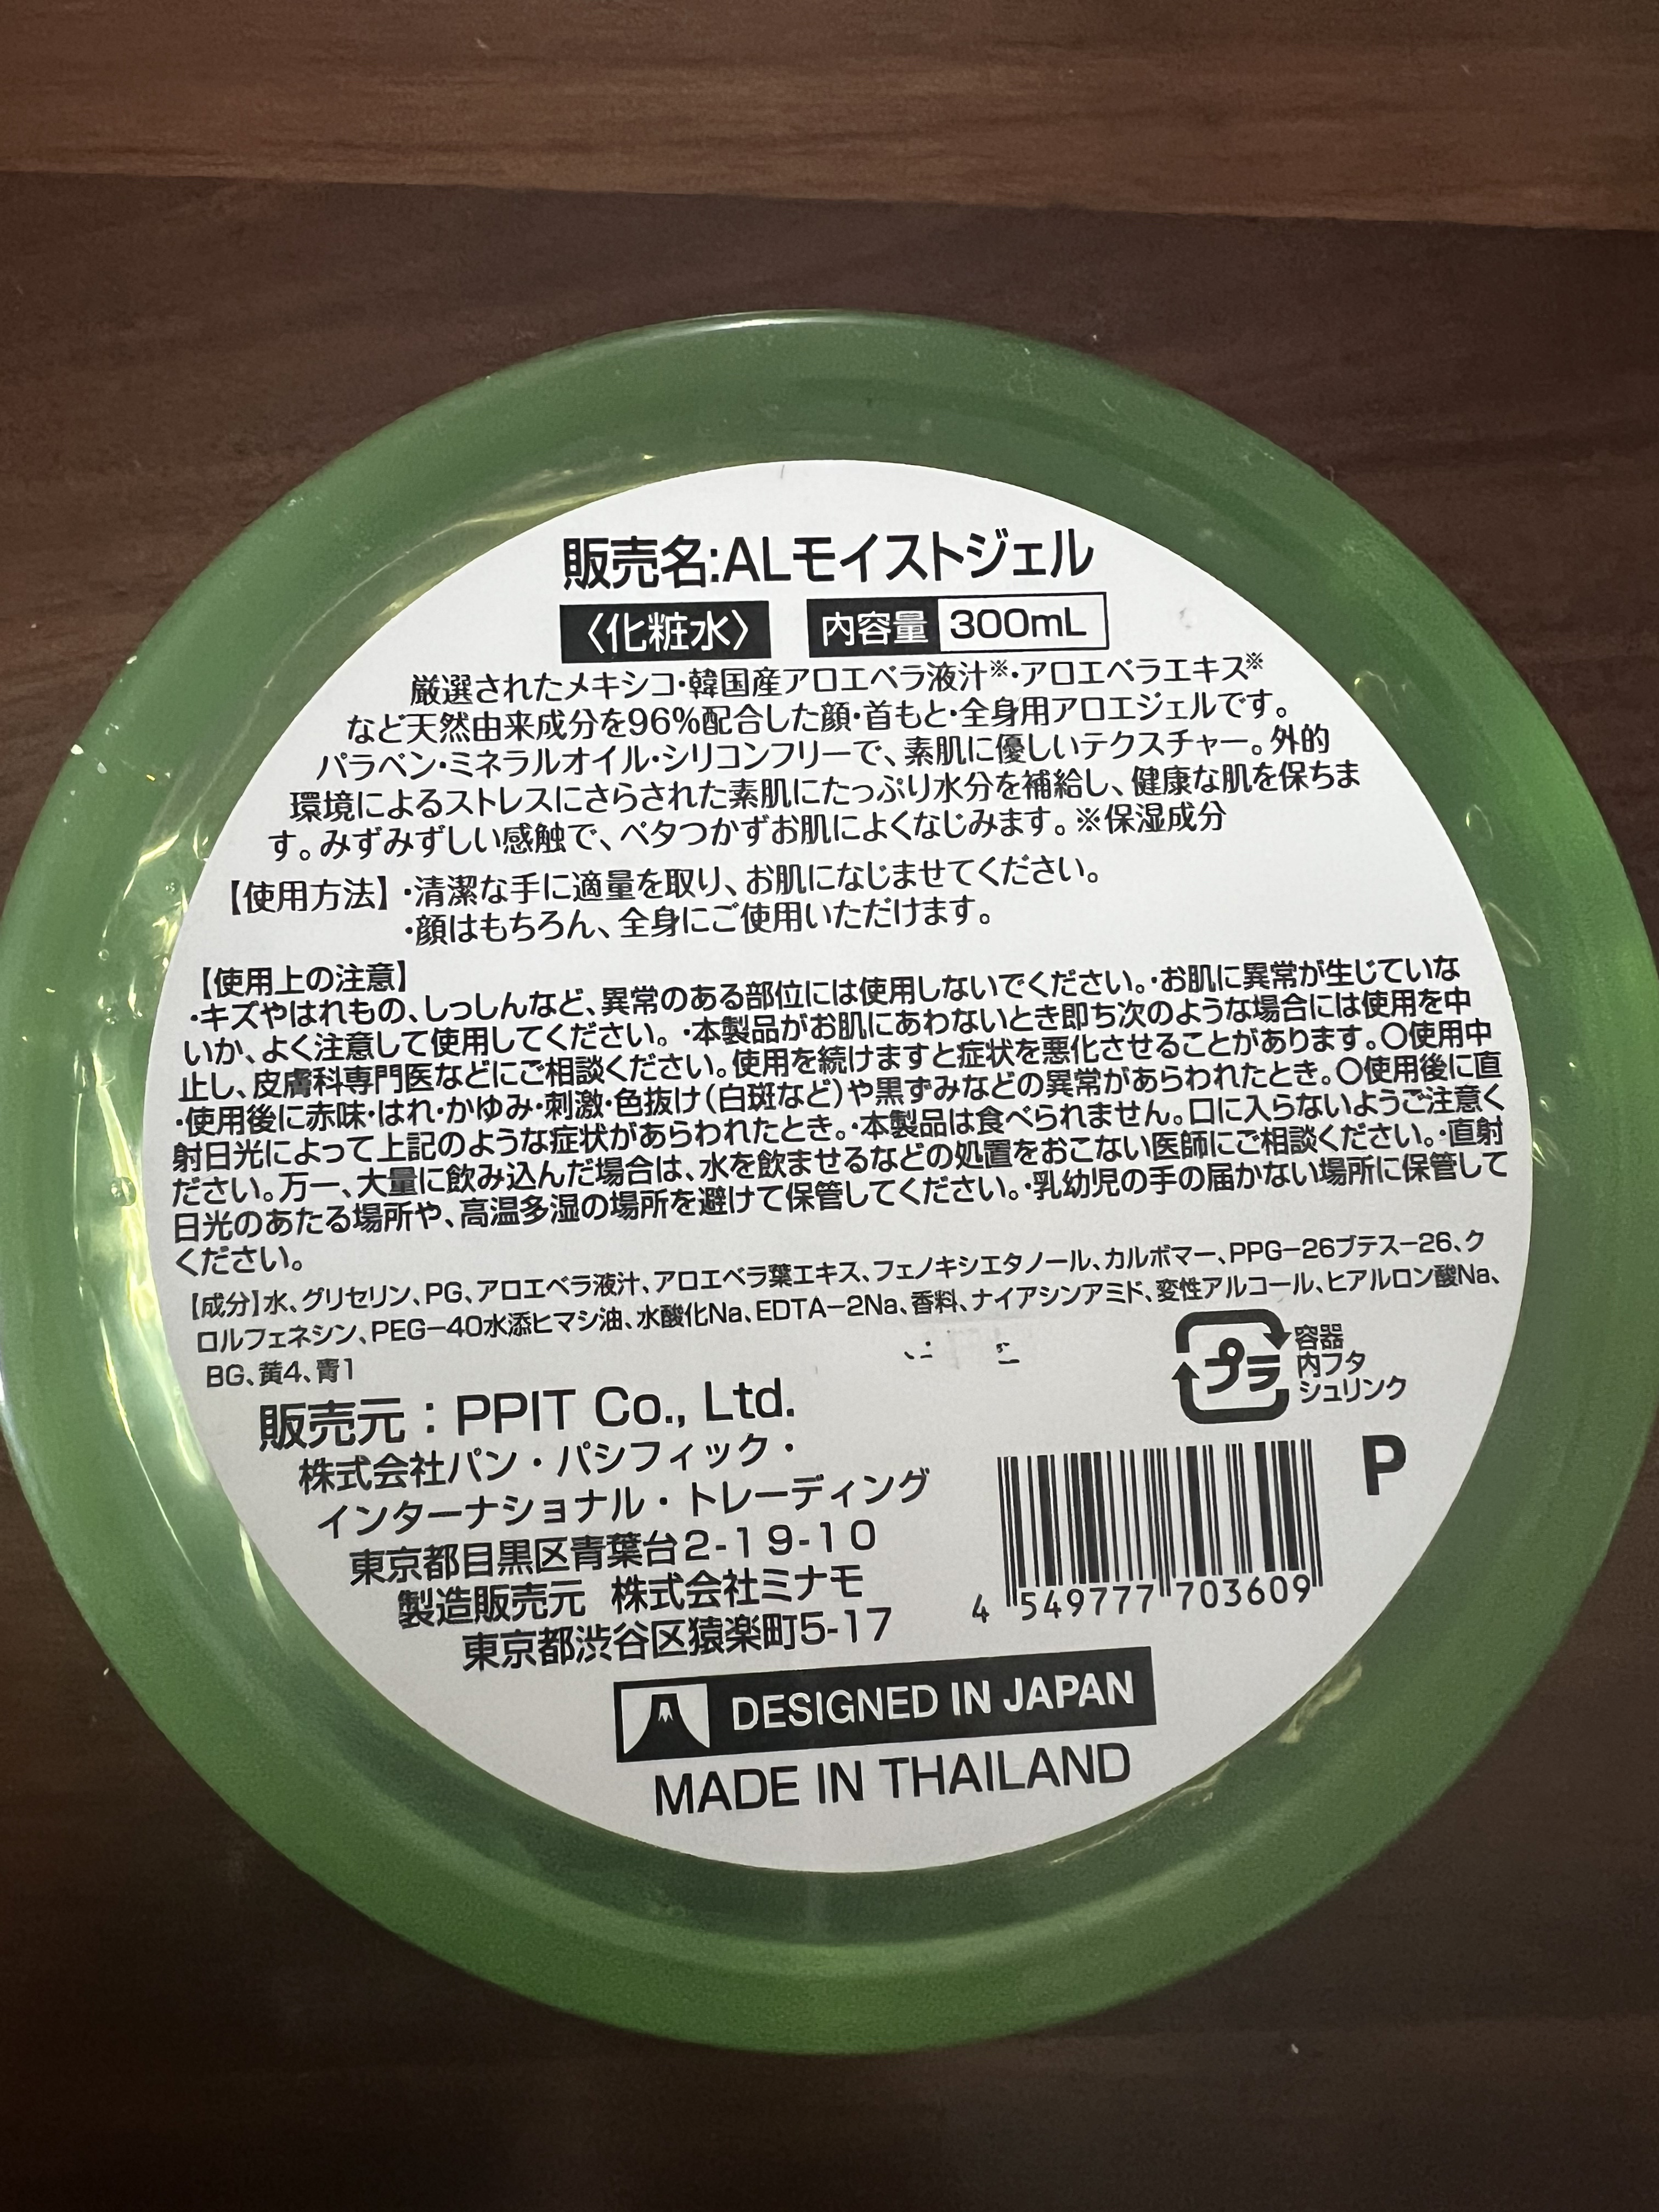 販売名:ALモイストジェル
〈化粧水〉 内容量 300mL
厳選されたメキシコ・韓国産アロエベラ液汁※・アロエベラエキス※
など天然由来成分を96%配合した顔・首もと・全身用アロエジェルです。
パラベン・ミネラルオイル・シリコンフリーで、素肌に優しいテクスチャー。外的
環境によるストレスにさらされた素肌にたっぷり水分を補給し、健康な肌を保ちま
す。みずみずしい感触で、ベタつかずお肌によくなじみます。※保湿成分
【使用方法】・清潔な手に適量を取り、お肌になじませてください。
・顔はもちろん、全身にご使用いただけます。
【使用上の注意】
・キズやはれもの、しっしんなど、異常のある部位には使用しないでください。・お肌に異常が生じていな
いか、よく注意して使用してください。・本製品がお肌にあわないとき即ち次のような場合には使用を中
止し、皮膚科専門医などにご相談ください。使用を続けますと症状を悪化させることがあります。〇使用中
・使用後に赤味・はれ・かゆみ・刺激・色抜け(白斑など)や黒ずみなどの異常があらわれたとき。〇使用後に直
射日光によって上記のような症状があらわれたとき。・本製品は食べられません。口に入らないようご注意く
ださい。万一、大量に飲み込んだ場合は、水を飲ませるなどの処置をおこない医師にご相談ください。・直射
日光のあたる場所や、高温多湿の場所を避けて保管してください。・乳幼児の手の届かない場所に保管して
ください。
【成分】水、グリセリン、PG、アロエベラ液汁、アロエベラ葉エキス、フェノキシエタノール、カルボマー、PPG-26ブテス-26、ク
ロルフェネシン、PEG-40水添ヒマシ油、水酸化Na、EDTA-2Na、香料、ナイアシンアミド、変性アルコール、ヒアルロン酸Na、
BG、黄4、青1
プラ
容器
内フタ
シュリンク
販売元:PPIT Co., Ltd.
株式会社パン・パシフィック・
インターナショナル・トレーディング
東京都目黒区青葉台2-19-10
製造販売元 株式会社ミナモ
東京都渋谷区猿楽町5-17
P
4 549777 703609
DESIGNED IN JAPAN
MADE IN THAILAND